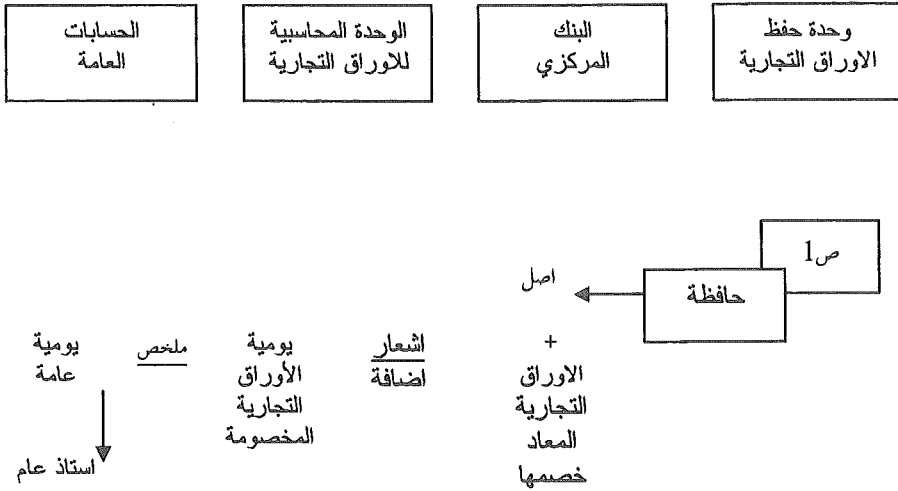 وحدة حفظ
الاوراق التجارية
البنك
المركزي
الوحدة المحاسبية
للاوراق التجارية
الحسابات
العامة
ص1
حافظة
اصل
+
الاوراق
التجارية
المعاد
خصمها
اشعار
اضافة
يومية
الأوراق
التجارية
المخصومة
ملخص
يومية
عامة
استاذ عام